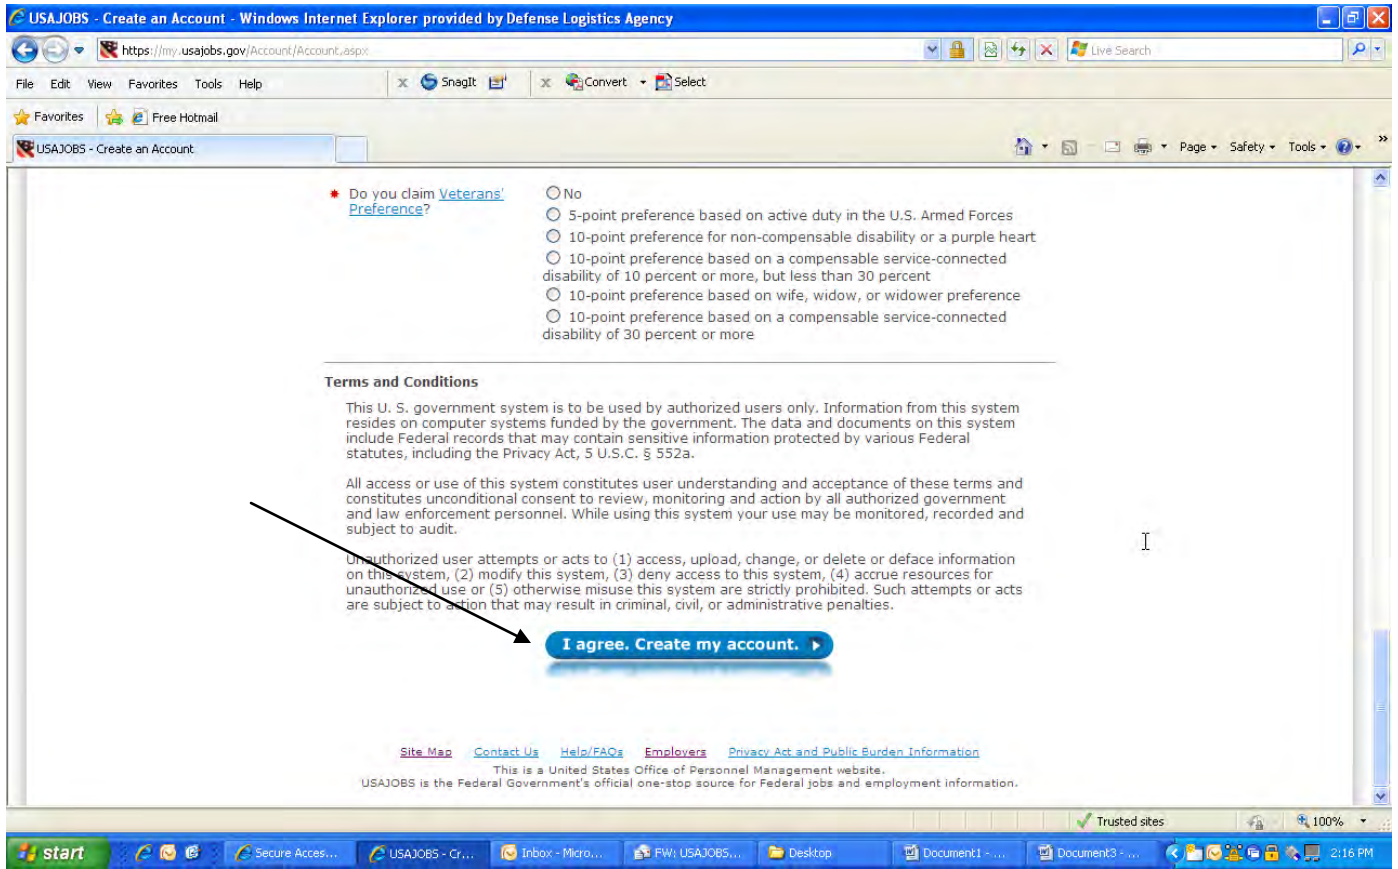 USAJOBS - Create an Account - Windows Internet Explorer provided by Defense Logistics Agency
https://my.usajobs.gov/Account/Account.aspx
Live Search
File Edit View Favorites Tools Help
x SnagIt
x Convert Select
Favorites Free Hotmail
USAJOBS - Create an Account
Page Safety Tools »
* Do you claim Veterans' Preference?
No
5-point preference based on active duty in the U.S. Armed Forces
10-point preference for non-compensable disability or a purple heart
10-point preference based on a compensable service-connected
disability of 10 percent or more, but less than 30 percent
10-point preference based on wife, widow, or widower preference
10-point preference based on a compensable service-connected
disability of 30 percent or more
Terms and Conditions
This U. S. government system is to be used by authorized users only. Information from this system
resides on computer systems funded by the government. The data and documents on this system
include Federal records that may contain sensitive information protected by various Federal
statutes, including the Privacy Act, 5 U.S.C. § 552a.
All access or use of this system constitutes user understanding and acceptance of these terms and
constitutes unconditional consent to review, monitoring and action by all authorized government
and law enforcement personnel. While using this system your use may be monitored, recorded and
subject to audit.
Unauthorized user attempts or acts to (1) access, upload, change, or delete or deface information
on this system, (2) modify this system, (3) deny access to this system, (4) accrue resources for
unauthorized use or (5) otherwise misuse this system are strictly prohibited. Such attempts or acts
are subject to action that may result in criminal, civil, or administrative penalties.
I agree. Create my account.
Site Map Contact Us Help/FAQs Employers Privacy Act and Public Burden Information
This is a United States Office of Personnel Management website.
USAJOBS is the Federal Government's official one-stop source for Federal jobs and employment information.
Trusted sites 100%
start Secure Acces... USAJOBS - Cr... Inbox - Micro... FW: USAJOBS... Desktop Document1 - ... Document3 - ... 2:16 PM